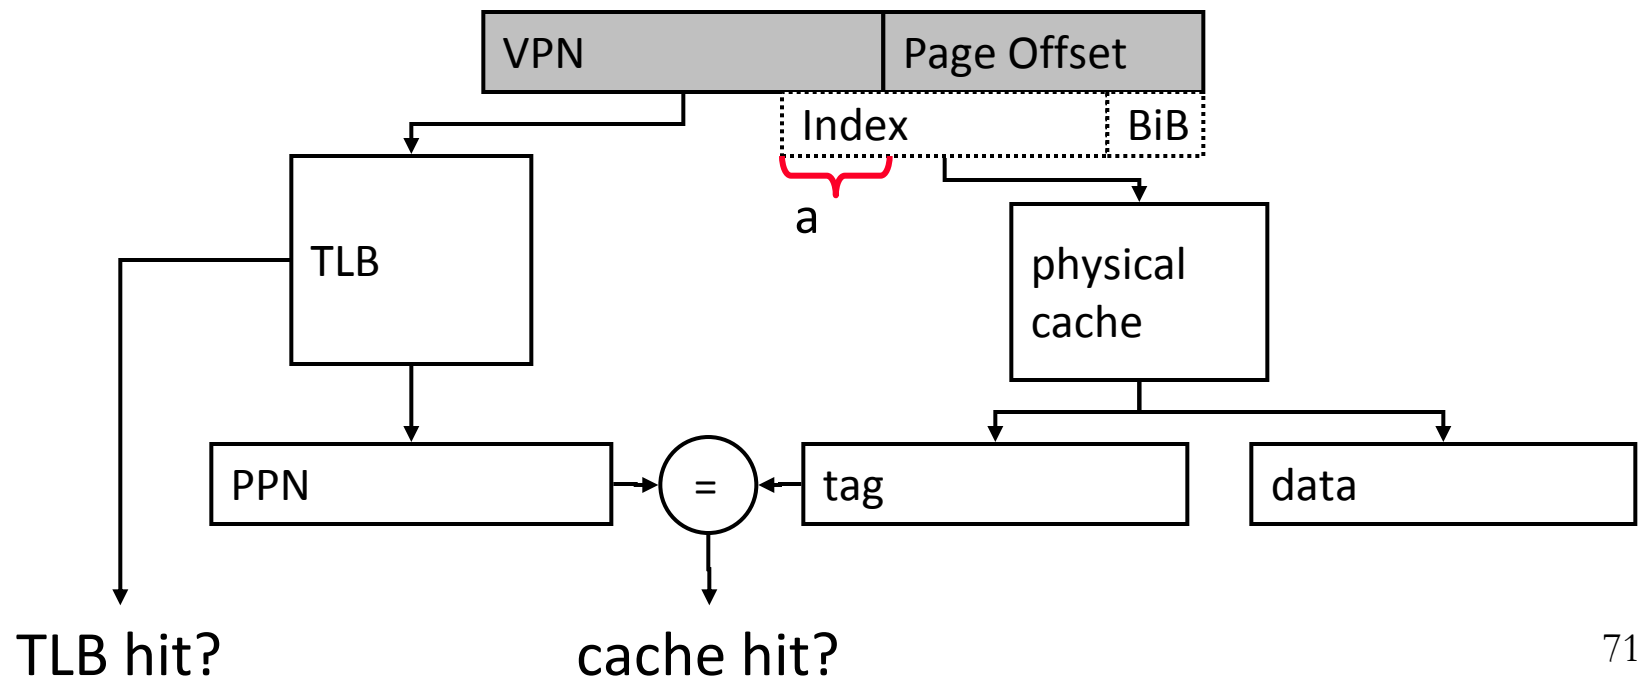 VPN
Page Offset
Index
BiB
a
TLB
physical
cache
PPN
=
tag
data
TLB hit?
cache hit?
71